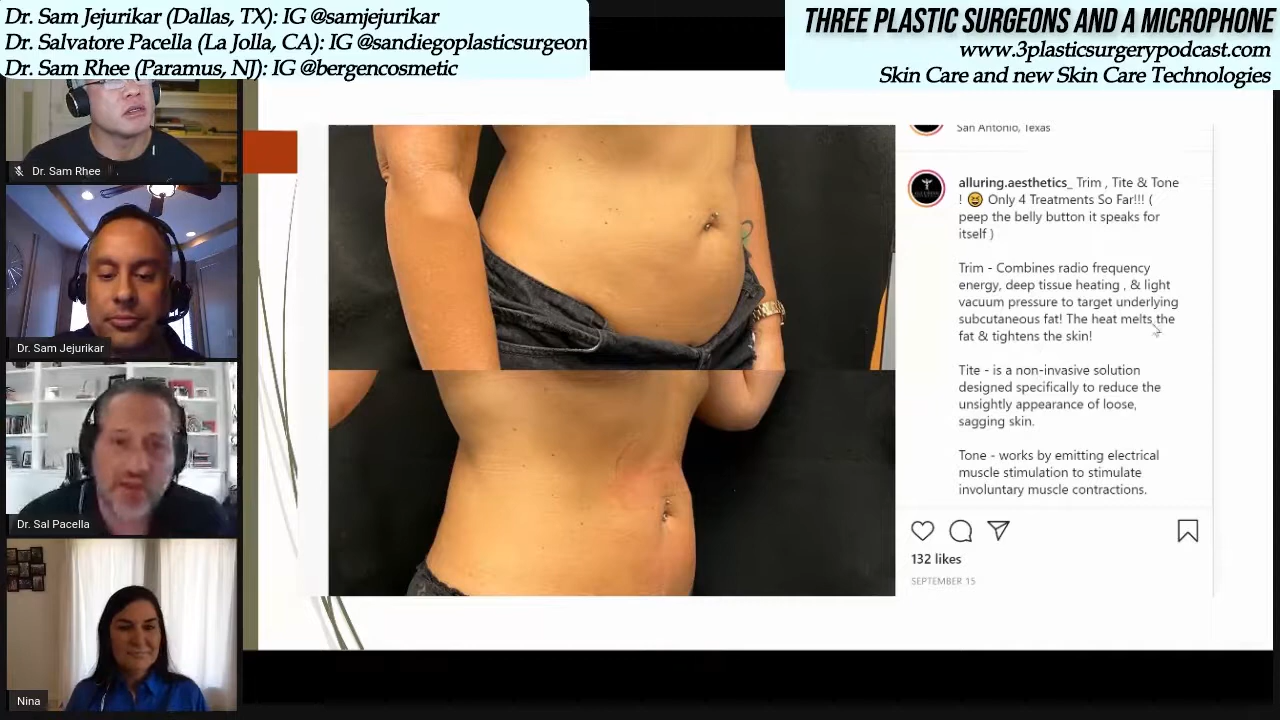 Dr. Sam Jejurikar (Dallas, TX): IG @samjejurikar
Dr. Salvatore Pacella (La Jolla, CA): IG @sandiegoplasticsurgeon
Dr. Sam Rhee (Paramus, NJ): IG @bergencosmetic
THREE PLASTIC SURGEONS AND A MICROPHONE
www.3plasticsurgerypodcast.com
Skin Care and new Skin Care Technologies
Dr. Sam Rhee
Dr. Sam Jejurikar
Dr. Sal Pacella
Nina
San Antonio, Texas
alluring.aesthetics_ Trim , Tite & Tone
! 😆 Only 4 Treatments So Far!!! (
peep the belly button it speaks for
itself )
Trim - Combines radio frequency
energy, deep tissue heating , & light
vacuum pressure to target underlying
subcutaneous fat! The heat melts the
fat & tightens the skin!
Tite - is a non-invasive solution
designed specifically to reduce the
unsightly appearance of loose,
sagging skin.
Tone - works by emitting electrical
muscle stimulation to stimulate
involuntary muscle contractions.
132 likes
SEPTEMBER 15